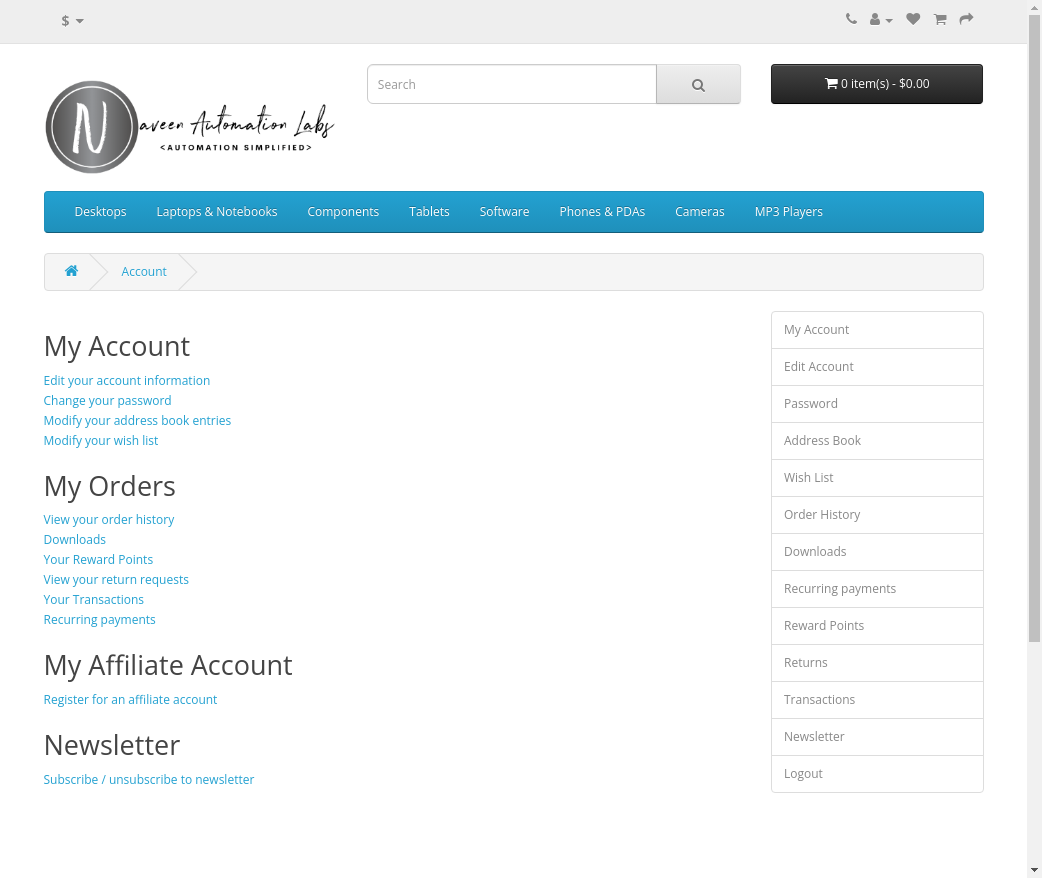 $
Search
0 item(s) - $0.00
N
aveen Automation Labs
<AUTOMATION SIMPLIFIED>
Desktops
Laptops & Notebooks
Components
Tablets
Software
Phones & PDAs
Cameras
MP3 Players
Account
My Account
Edit your account information
Change your password
Modify your address book entries
Modify your wish list
My Orders
View your order history
Downloads
Your Reward Points
View your return requests
Your Transactions
Recurring payments
My Affiliate Account
Register for an affiliate account
Newsletter
Subscribe / unsubscribe to newsletter
My Account
Edit Account
Password
Address Book
Wish List
Order History
Downloads
Recurring payments
Reward Points
Returns
Transactions
Newsletter
Logout